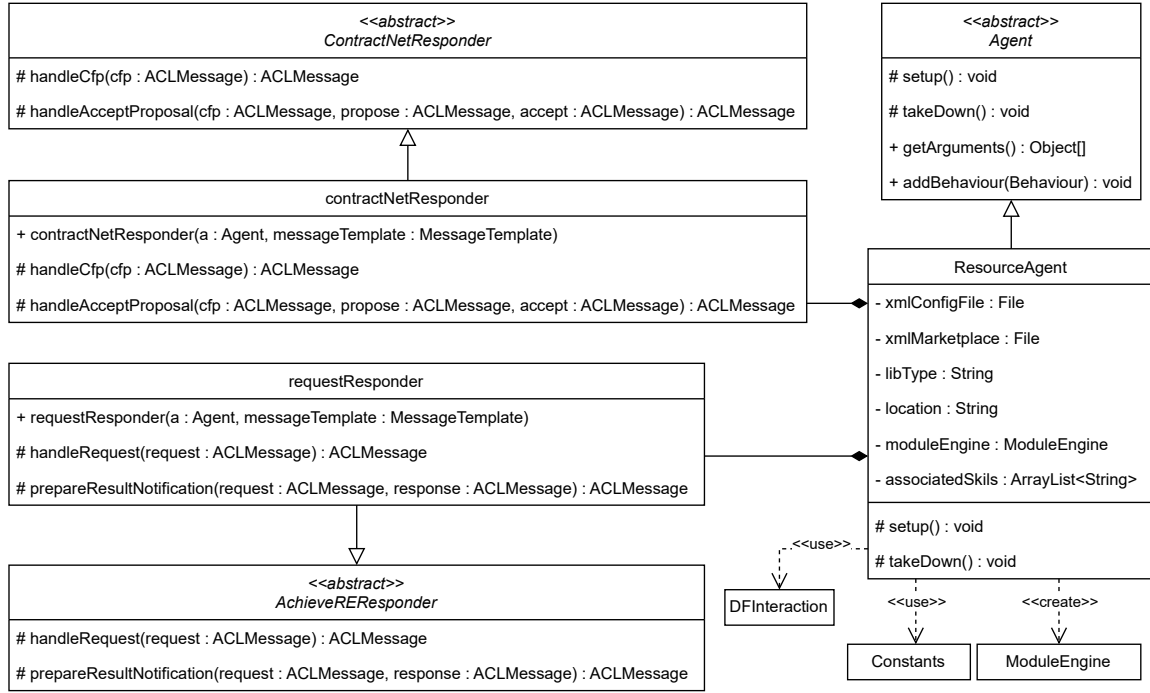 <<abstract>>
ContractNetResponder
# handleCfp(cfp : ACLMessage) : ACLMessage
# handleAcceptProposal(cfp : ACLMessage, propose : ACLMessage, accept : ACLMessage) : ACLMessage
contractNetResponder
+ contractNetResponder(a : Agent, messageTemplate : MessageTemplate)
# handleCfp(cfp : ACLMessage) : ACLMessage
# handleAcceptProposal(cfp : ACLMessage, propose : ACLMessage, accept : ACLMessage) : ACLMessage
requestResponder
+ requestResponder(a : Agent, messageTemplate : MessageTemplate)
# handleRequest(request : ACLMessage) : ACLMessage
# prepareResultNotification(request : ACLMessage, response : ACLMessage) : ACLMessage
<<abstract>>
AchieveREResponder
# handleRequest(request : ACLMessage) : ACLMessage
# prepareResultNotification(request : ACLMessage, response : ACLMessage) : ACLMessage
<<abstract>>
Agent
# setup() : void
# takeDown() : void
+ getArguments() : Object[]
+ addBehaviour(Behaviour) : void
ResourceAgent
- xmlConfigFile : File
- xmlMarketplace : File
- libType : String
- location : String
- moduleEngine : ModuleEngine
- associatedSkils : ArrayList<String>
# setup() : void
# takeDown() : void
<<use>>
DFInteraction
<<use>>
Constants
<<create>>
ModuleEngine